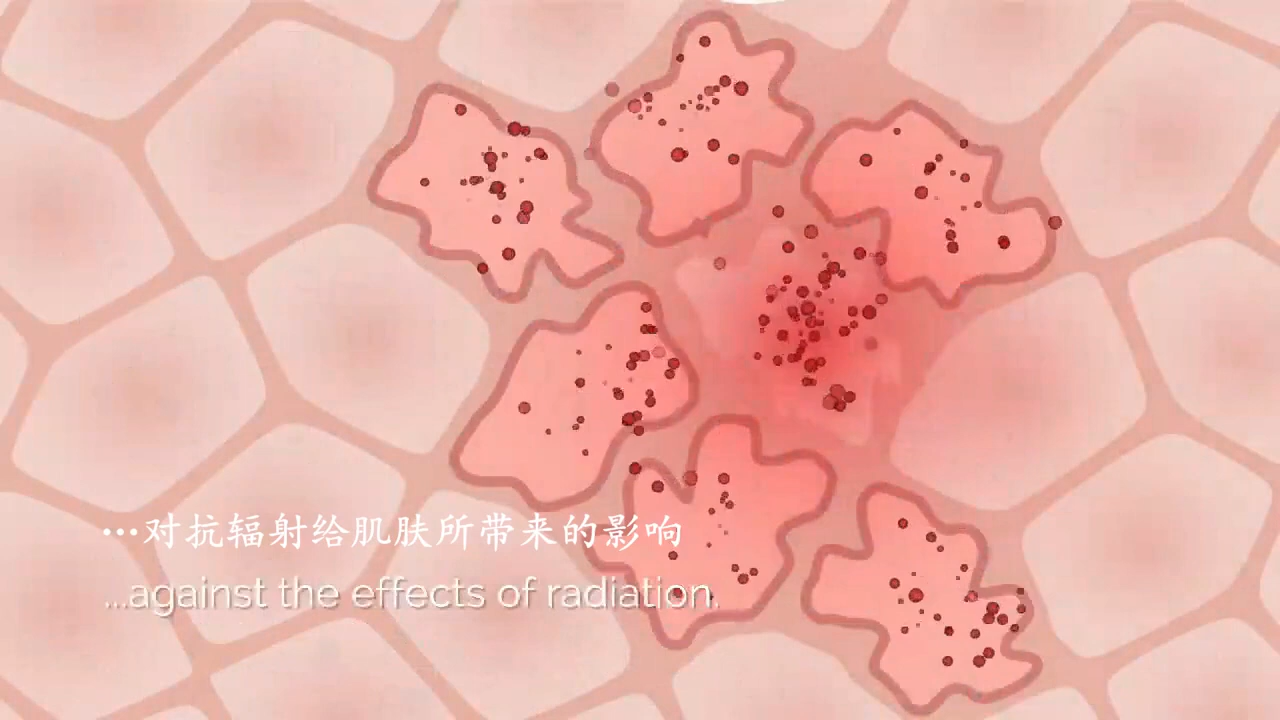 …对抗辐射给肌肤所带来的影响
...against the effects of radiation.